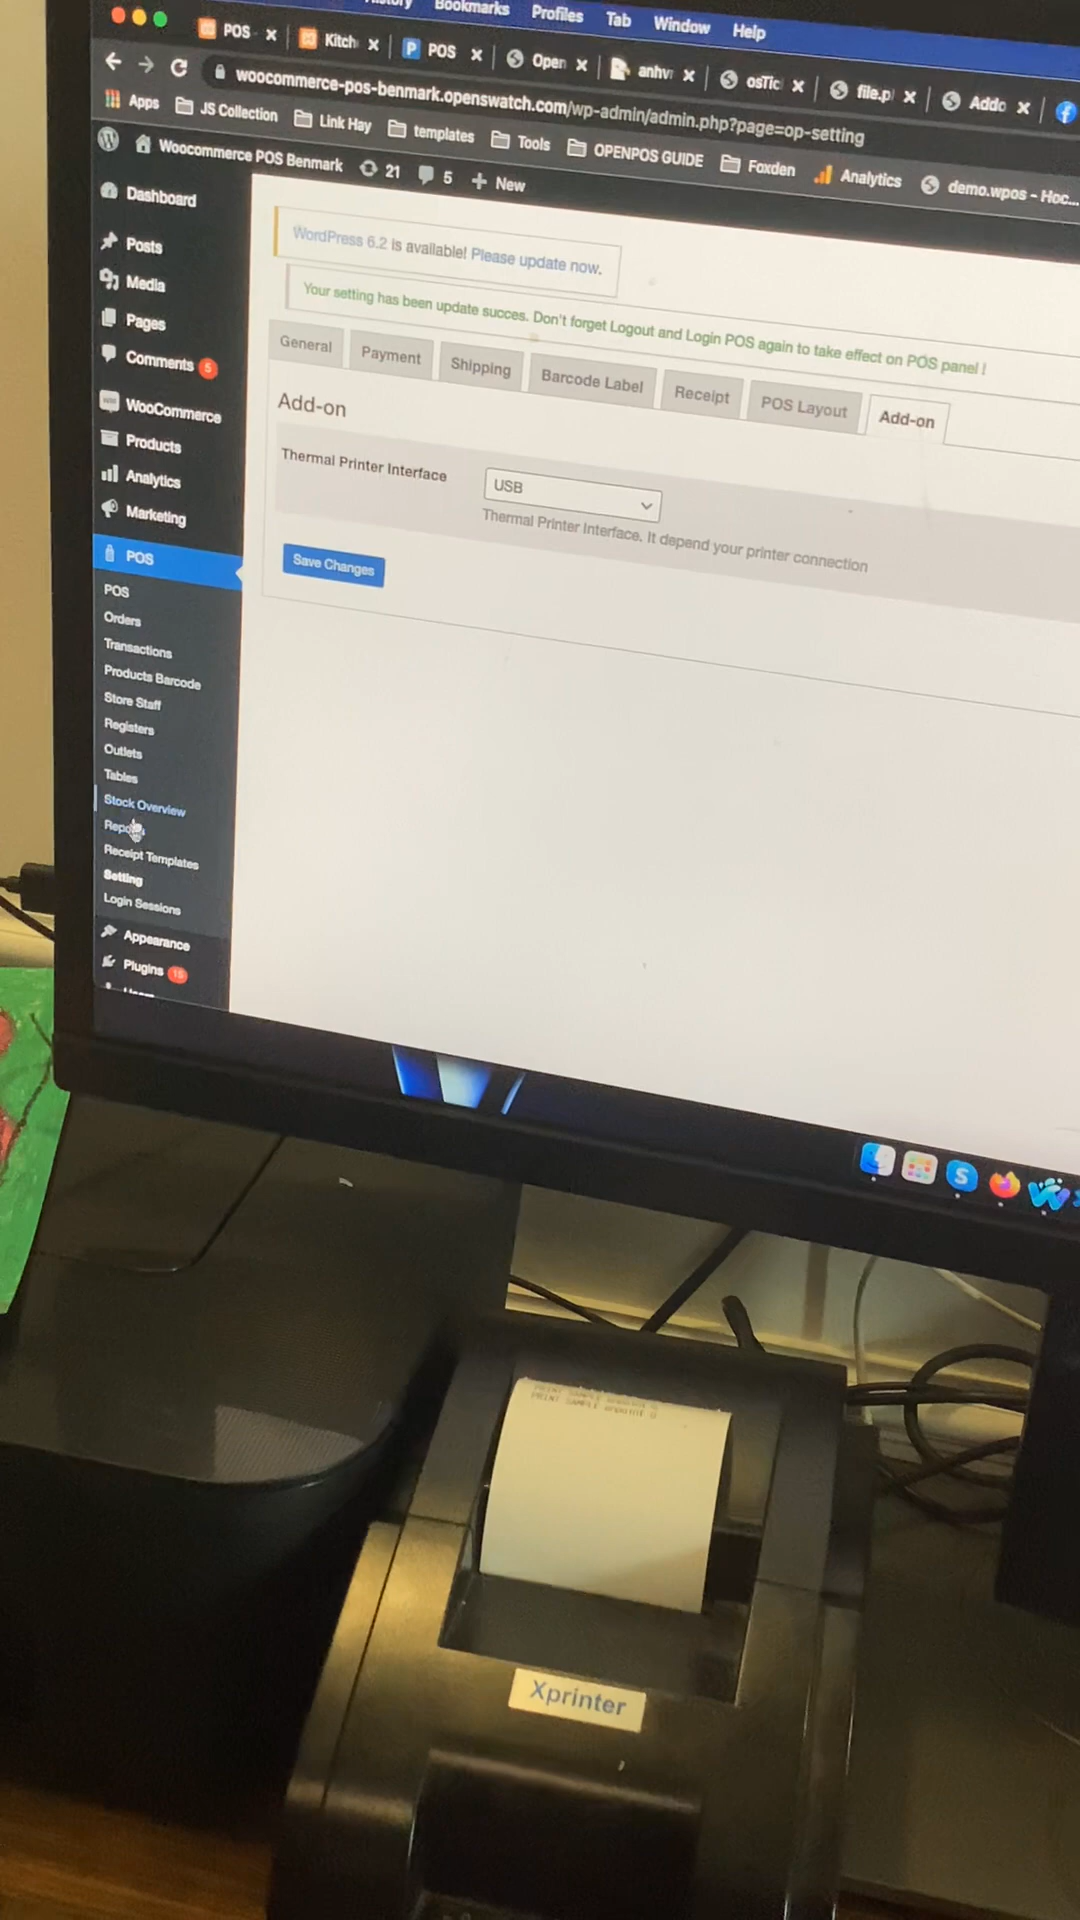 Bookmarks Profiles Tab Window Help
POS Kitch POS Open anhv osTic file.p Addo
woocommerce-pos-benmark.openswatch.com/wp-admin/admin.php?page=op-setting
Apps JS Collection Link Hay templates Tools OPENPOS GUIDE Foxden Analytics demo.wpos - Hoc...
Woocommerce POS Benmark 21 5 + New
Dashboard
Posts
Media
Pages
Comments 5
WooCommerce
Products
Analytics
Marketing
POS
POS
Orders
Transactions
Products Barcode
Store Staff
Registers
Outlets
Tables
Stock Overview
Receipt Templates
Setting
Login Sessions
Appearance
Plugins 15
WordPress 6.2 is available! Please update now.
Your setting has been update succes. Don't forget Logout and Login POS again to take effect on POS panel !
General Payment Shipping Barcode Label Receipt POS Layout Add-on
Add-on
Thermal Printer Interface
USB
Thermal Printer Interface. It depend your printer connection
Save Changes
PRINT SAMPLE
Xprinter